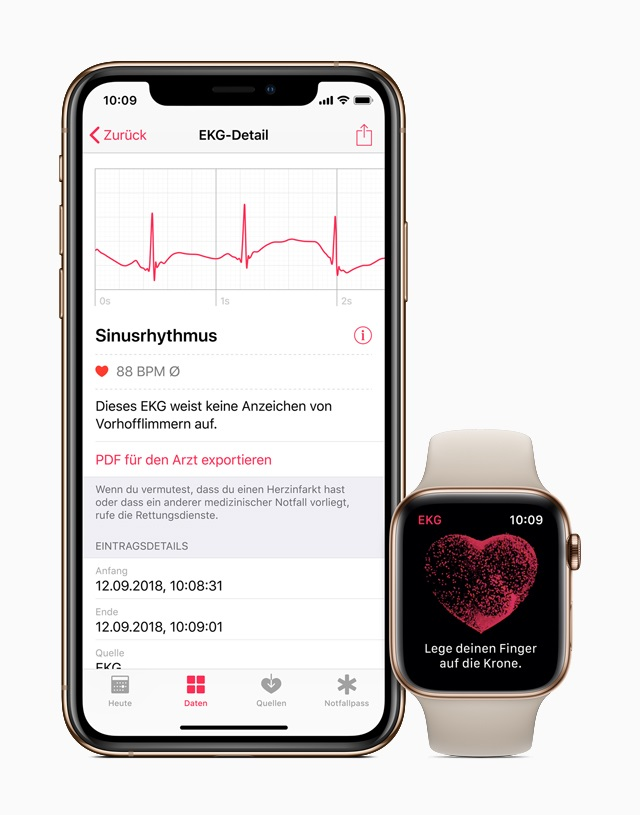 10:09
Zurück
EKG-Detail
0s
1s
2s
Sinusrhythmus
88 BPM Ø
Dieses EKG weist keine Anzeichen von
Vorhofflimmern auf.
PDF für den Arzt exportieren
Wenn du vermutest, dass du einen Herzinfarkt hast
oder dass ein anderer medizinischer Notfall vorliegt,
rufe die Rettungsdienste.
EINTRAGSDETAILS
Anfang
12.09.2018, 10:08:31
Ende
12.09.2018, 10:09:01
Quelle
EKG
Heute
Daten
Quellen
Notfallpass
EKG
10:09
Lege deinen Finger
auf die Krone.